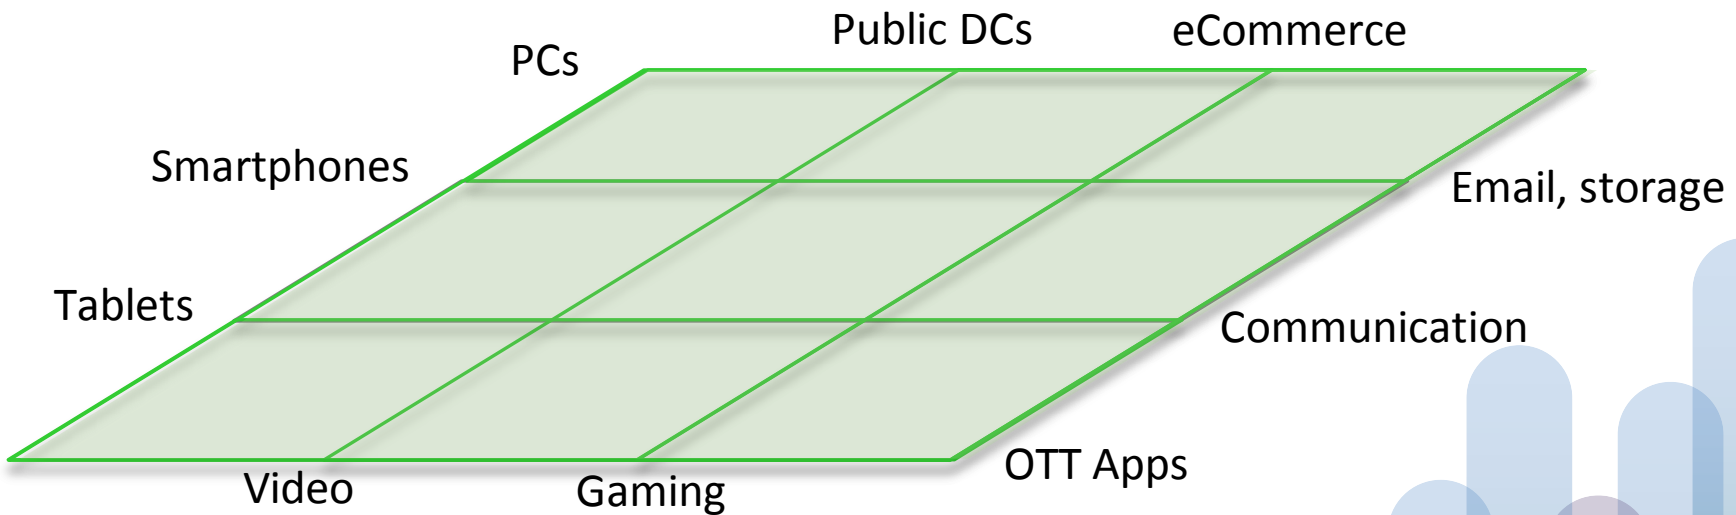 Public DCs
eCommerce
PCs
Smartphones
Email, storage
Tablets
Communication
OTT Apps
Video
Gaming